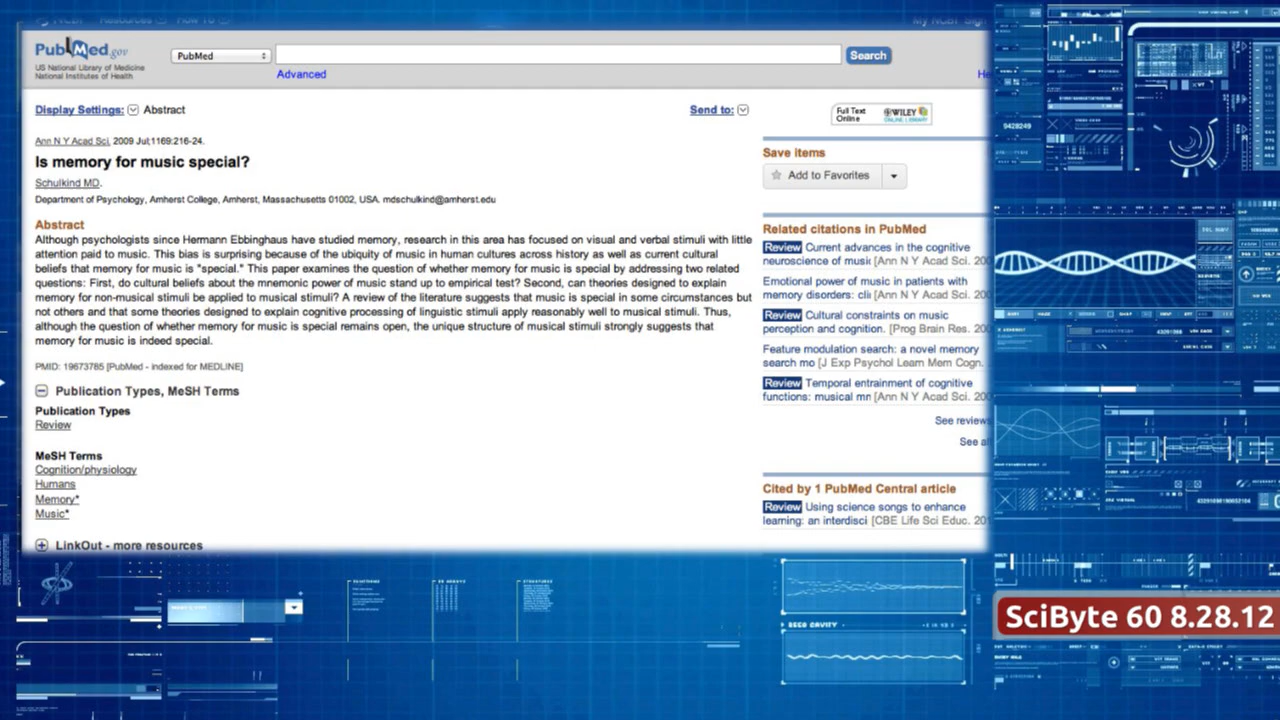 NCBI Resources How To My NCBI Sign
PubMed.gov
US National Library of Medicine
National Institutes of Health
PubMed
Search
Advanced
Display Settings: Abstract
Send to:
Full Text
Online
WILEY
ONLINE LIBRARY
Ann N Y Acad Sci. 2009 Jul;1169:216-24.
Is memory for music special?
Schulkind MD.
Department of Psychology, Amherst College, Amherst, Massachusetts 01002, USA. mdschulkind@amherst.edu
Abstract
Although psychologists since Hermann Ebbinghaus have studied memory, research in this area has focused on visual and verbal stimuli with little
attention paid to music. This bias is surprising because of the ubiquity of music in human cultures across history as well as current cultural
beliefs that memory for music is "special." This paper examines the question of whether memory for music is special by addressing two related
questions: First, do cultural beliefs about the mnemonic power of music stand up to empirical test? Second, can theories designed to explain
memory for non-musical stimuli be applied to musical stimuli? A review of the literature suggests that music is special in some circumstances but
not others and that some theories designed to explain cognitive processing of linguistic stimuli apply reasonably well to musical stimuli. Thus,
although the question of whether memory for music is special remains open, the unique structure of musical stimuli strongly suggests that
memory for music is indeed special.
PMID: 19673785 [PubMed - indexed for MEDLINE]
Publication Types, MeSH Terms
Publication Types
Review
MeSH Terms
Cognition/physiology
Humans
Memory*
Music*
LinkOut - more resources
Save items
Add to Favorites
Related citations in PubMed
Review Current advances in the cognitive
neuroscience of music [Ann N Y Acad Sci. 200
Emotional power of music in patients with
memory disorders: cli [Ann N Y Acad Sci. 200
Review Cultural constraints on music
perception and cognition. [Prog Brain Res. 200
Feature modulation search: a novel memory
search mo [J Exp Psychol Learn Mem Cogn.
Review Temporal entrainment of cognitive
functions: musical mn [Ann N Y Acad Sci. 200
See reviews
See al
Cited by 1 PubMed Central article
Review Using science songs to enhance
learning: an interdisci [CBE Life Sci Educ. 201
9428249
SciByte 60 8.28.12